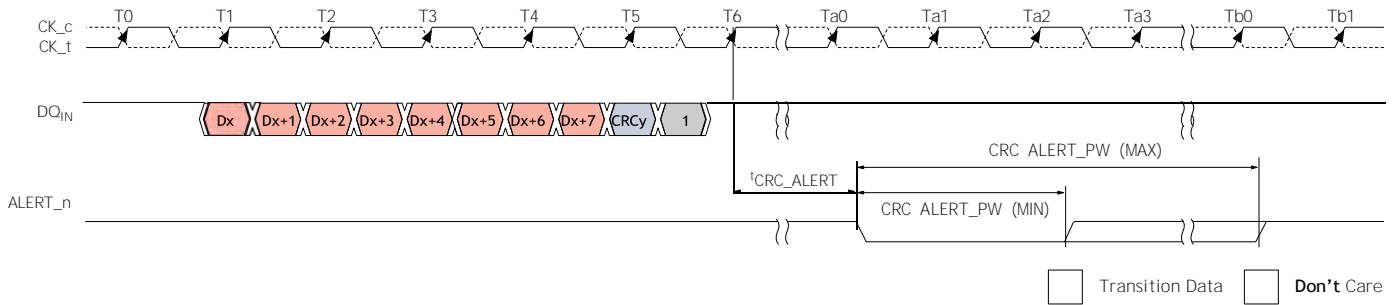 T0 T1 T2 T3 T4 T5 T6 Ta0 Ta1 Ta2 Ta3 Tb0 Tb1
CK_c
CK_t
DQIN Dx Dx+1 Dx+2 Dx+3 Dx+4 Dx+5 Dx+6 Dx+7 CRCy 1
CRC ALERT_PW (MAX)
tCRC_ALERT
ALERT_n CRC ALERT_PW (MIN)
Transition Data Don't Care